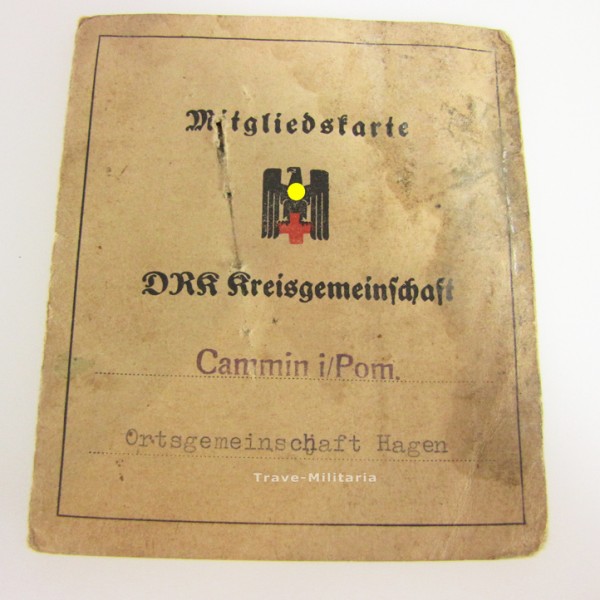 Mitgliedskarte
DRK Kreisgemeinschaft
Cammin i/Pom.
Ortsgemeinschaft Hagen
Trave-Militaria